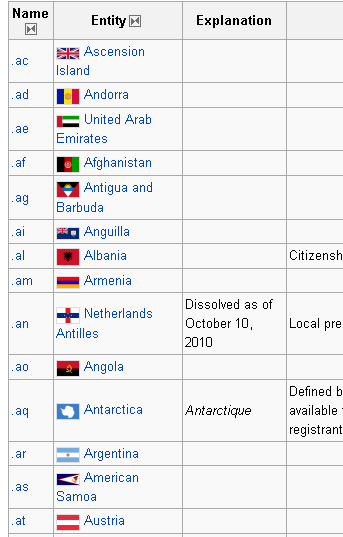 Name Entity Explanation
.ac Ascension
Island
.ad Andorra
.ae United Arab
Emirates
.af Afghanistan
.ag Antigua and
Barbuda
.ai Anguilla
.al Albania Citizensh
.am Armenia
.an Netherlands
Antilles Dissolved as of
October 10,
2010 Local pre
.ao Angola
.aq Antarctica Antarctique Defined b
available
registrant
.ar Argentina
.as American
Samoa
.at Austria